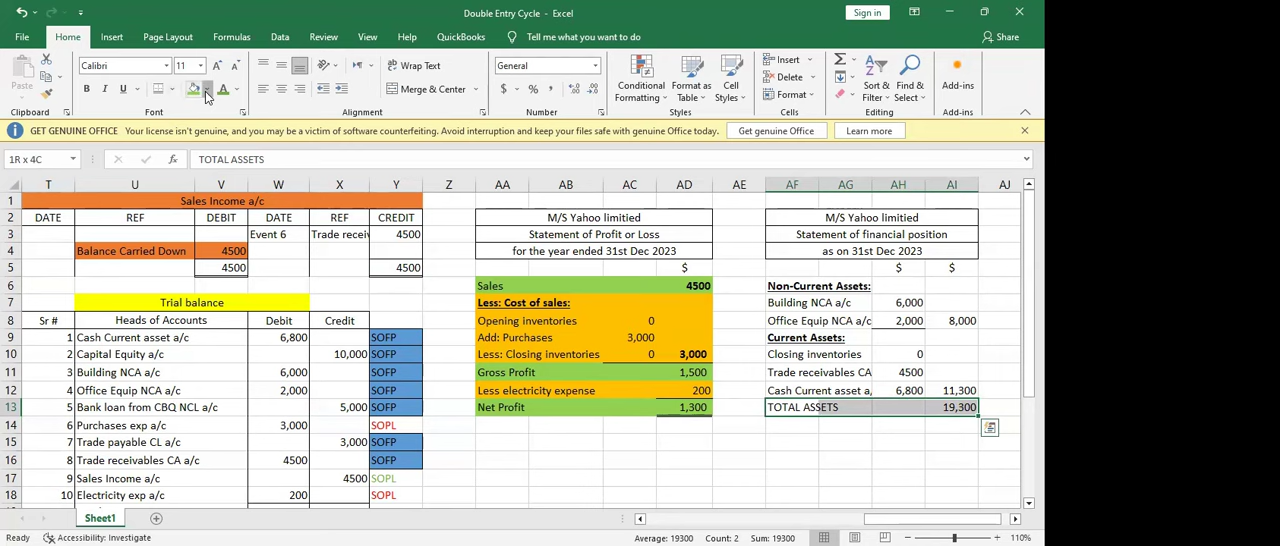 Double Entry Cycle - Excel
Sign in
File Home Insert Page Layout Formulas Data Review View Help QuickBooks Tell me what you want to do Share
Paste
Calibri 11
Wrap Text
General
Merge & Center
Conditional Formatting
Format as Table
Cell Styles
Insert
Delete
Format
Sort & Filter
Find & Select
Add-ins
Clipboard Font Alignment Number Styles Cells Editing Add-ins
GET GENUINE OFFICE Your license isn't genuine, and you may be a victim of software counterfeiting. Avoid interruption and keep your files safe with genuine Office today. Get genuine Office Learn more
1R x 4C fx TOTAL ASSETS
T U V W X Y Z AA AB AC AD AE AF AG AH AI AJ
1 Sales Income a/c
2 DATE REF DEBIT DATE REF CREDIT M/S Yahoo limitied M/S Yahoo limitied
3 Event 6 Trade recei 4500 Statement of Profit or Loss Statement of financial position
4 Balance Carried Down 4500 for the year ended 31st Dec 2023 as on 31st Dec 2023
5 4500 4500 $ $ $
6 Sales 4500 Non-Current Assets:
7 Trial balance Less: Cost of sales: Building NCA a/c 6,000
8 Sr # Heads of Accounts Debit Credit Opening inventories 0 Office Equip NCA a/c 2,000 8,000
9 1 Cash Current asset a/c 6,800 SOFP Add: Purchases 3,000 Current Assets:
10 2 Capital Equity a/c 10,000 SOFP Less: Closing inventories 0 3,000 Closing inventories 0
11 3 Building NCA a/c 6,000 SOFP Gross Profit 1,500 Trade receivables CA 4500
12 4 Office Equip NCA a/c 2,000 SOFP Less electricity expense 200 Cash Current asset a, 6,800 11,300
13 5 Bank loan from CBQ NCL a/c 5,000 SOFP Net Profit 1,300 TOTAL ASSETS 19,300
14 6 Purchases exp a/c 3,000 SOPL
15 7 Trade payable CL a/c 3,000 SOFP
16 8 Trade receivables CA a/c 4500 SOFP
17 9 Sales Income a/c 4500 SOPL
18 10 Electricity exp a/c 200 SOPL
Sheet1
Ready Accessibility: Investigate Average: 19300 Count: 2 Sum: 19300 110%